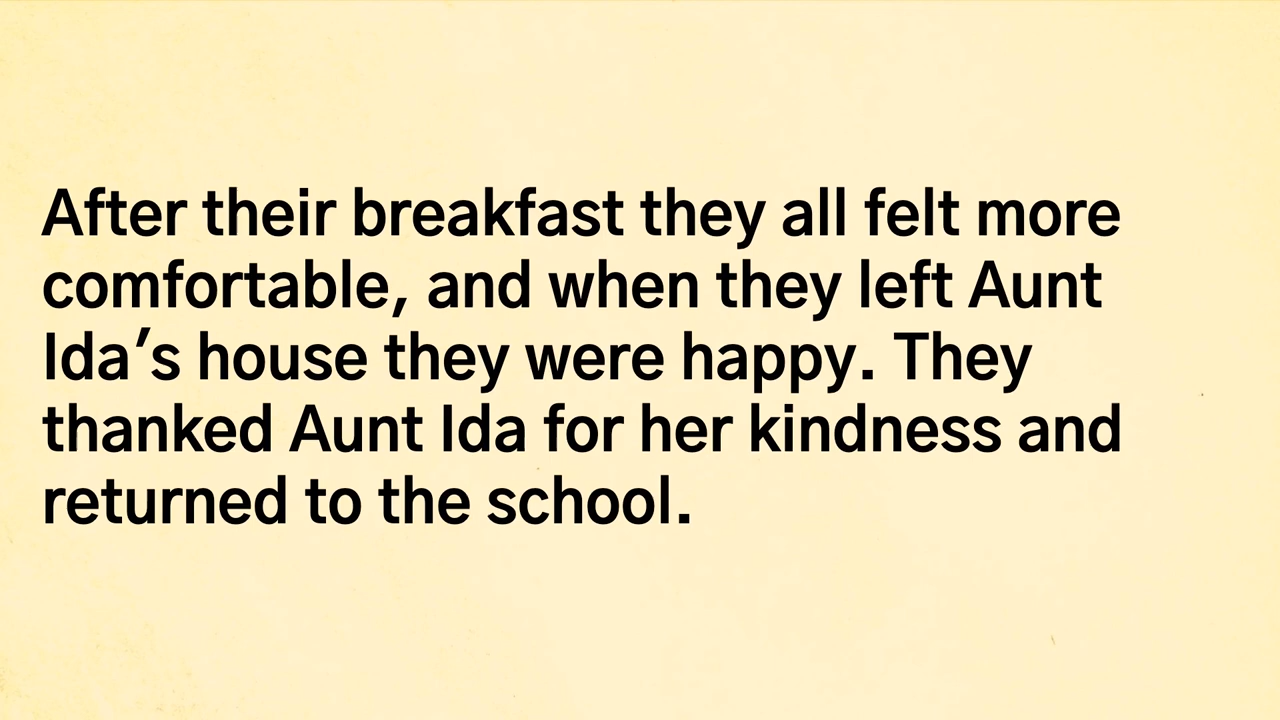 After their breakfast they all felt more
comfortable, and when they left Aunt
Ida's house they were happy. They
thanked Aunt Ida for her kindness and
returned to the school.